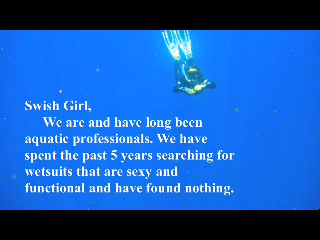 Swish Girl,
We are and have long been
aquatic professionals. We have
spent the past 5 years searching for
wetsuits that are sexy and
functional and have found nothing.